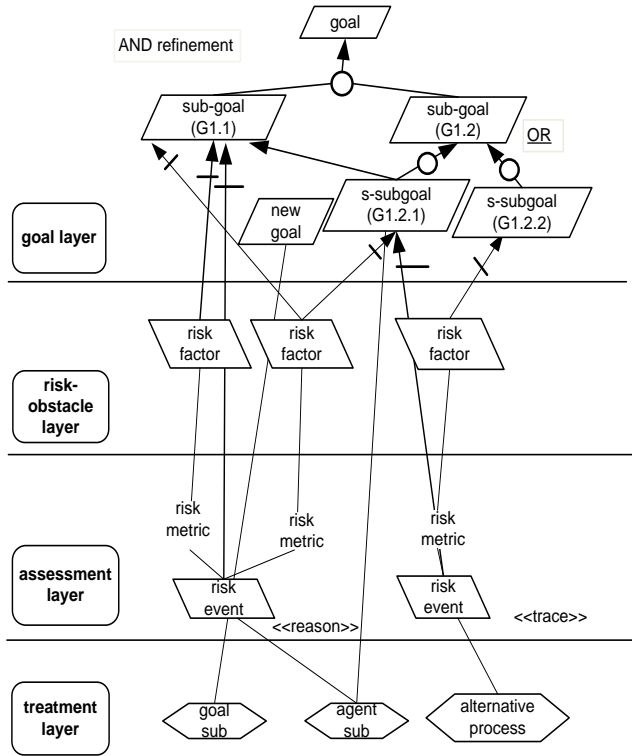 goal
AND refinement
sub-goal
(G1.1)
sub-goal
(G1.2)
OR
new
goal
s-subgoal
(G1.2.1)
s-subgoal
(G1.2.2)
goal layer
risk
factor
risk
factor
risk
factor
risk-
obstacle
layer
risk
metric
risk
metric
risk
metric
assessment
layer
risk
event
risk
event
<<reason>>
<<trace>>
treatment
layer
goal
sub
agent
sub
alternative
process